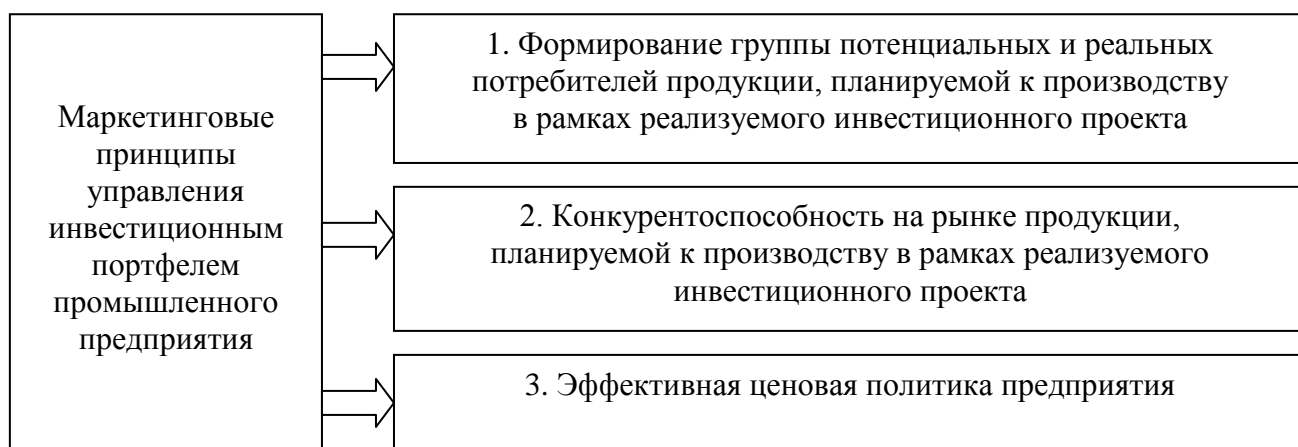 Маркетинговые
принципы
управления
инвестиционным
портфелем
промышленного
предприятия
1. Формирование группы потенциальных и реальных
потребителей продукции, планируемой к производству
в рамках реализуемого инвестиционного проекта
2. Конкурентоспособность на рынке продукции,
планируемой к производству в рамках реализуемого
инвестиционного проекта
3. Эффективная ценовая политика предприятия